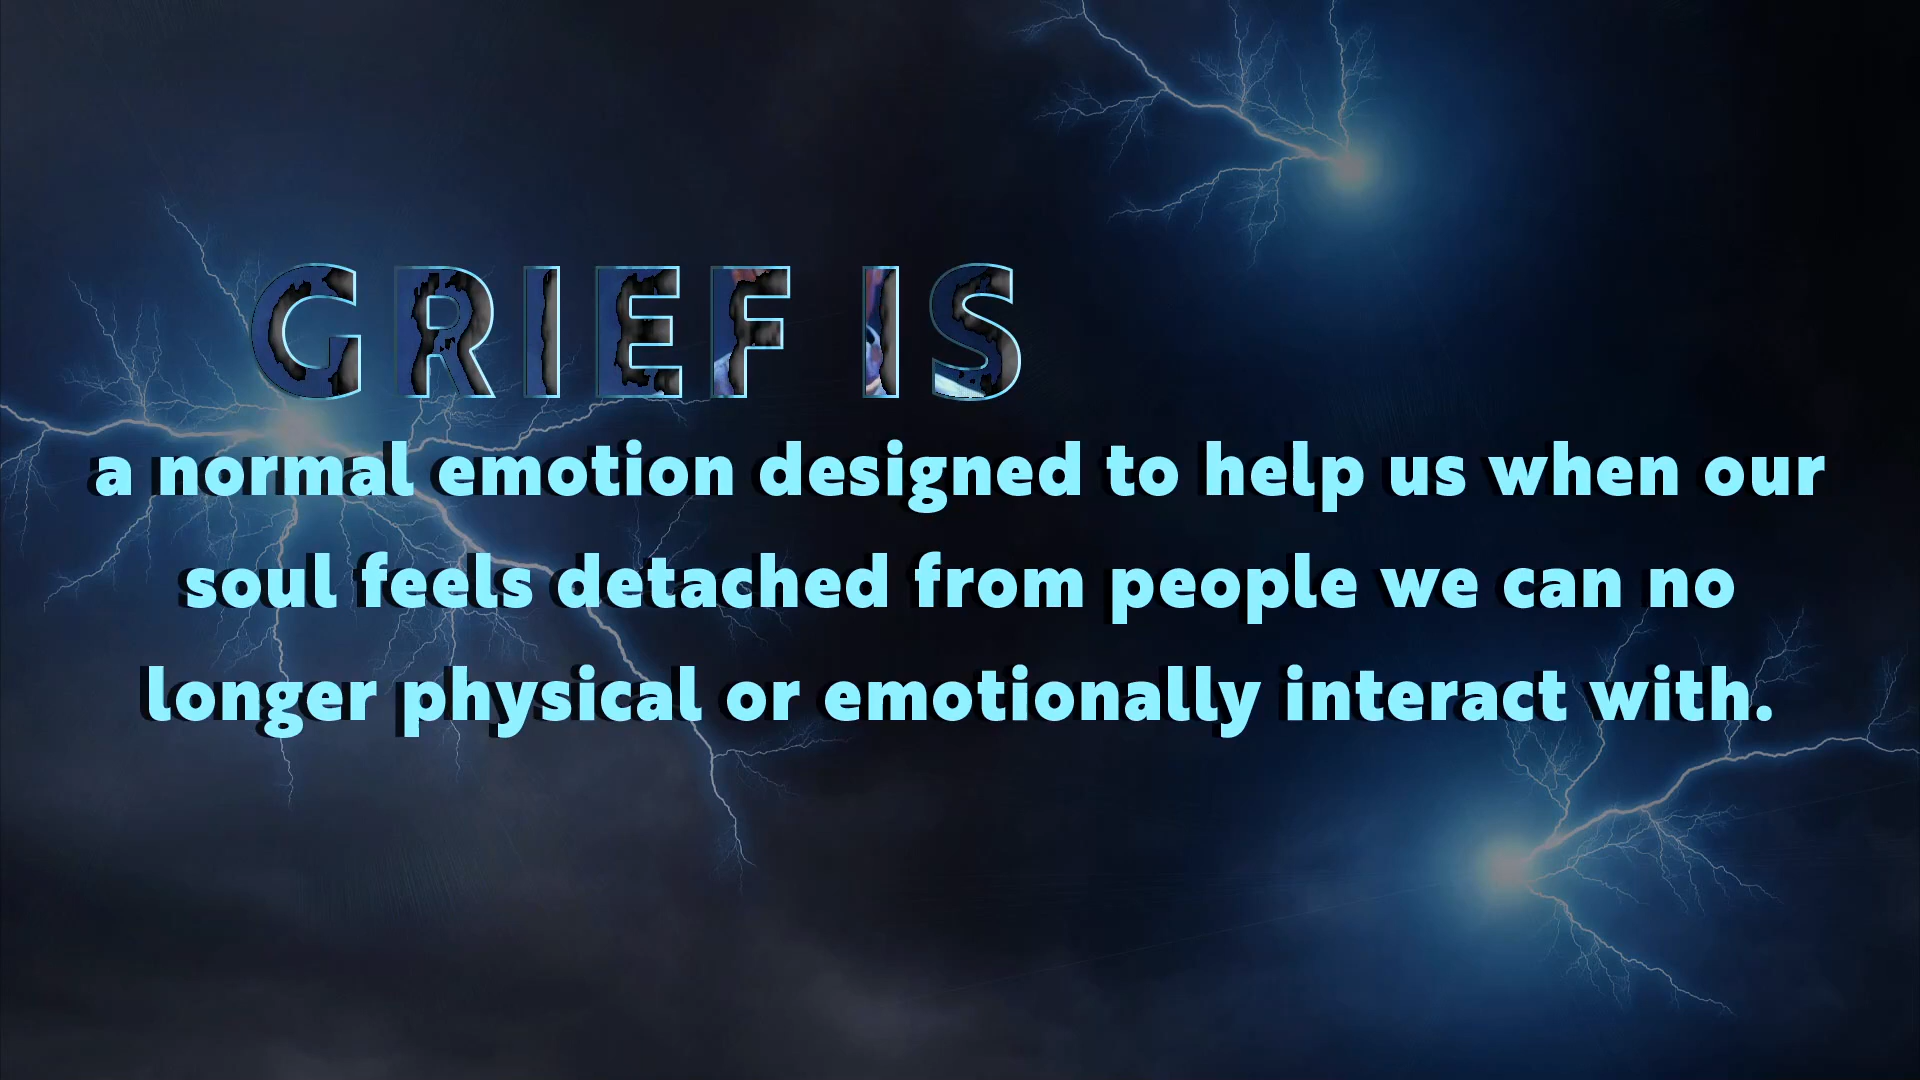 GRIEF IS
a normal emotion designed to help us when our
soul feels detached from people we can no
longer physical or emotionally interact with.